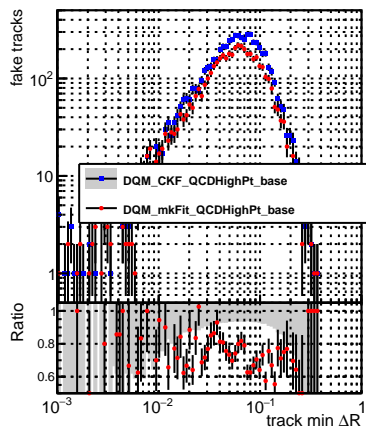 fake tracks
10²
10
1
DQM_CKF_QCDHighPt_base
DQM_mkFit_QCDHighPt_base
Ratio
1
0.8
0.6
10⁻³ 10⁻² 10⁻¹ 1
track min ΔR